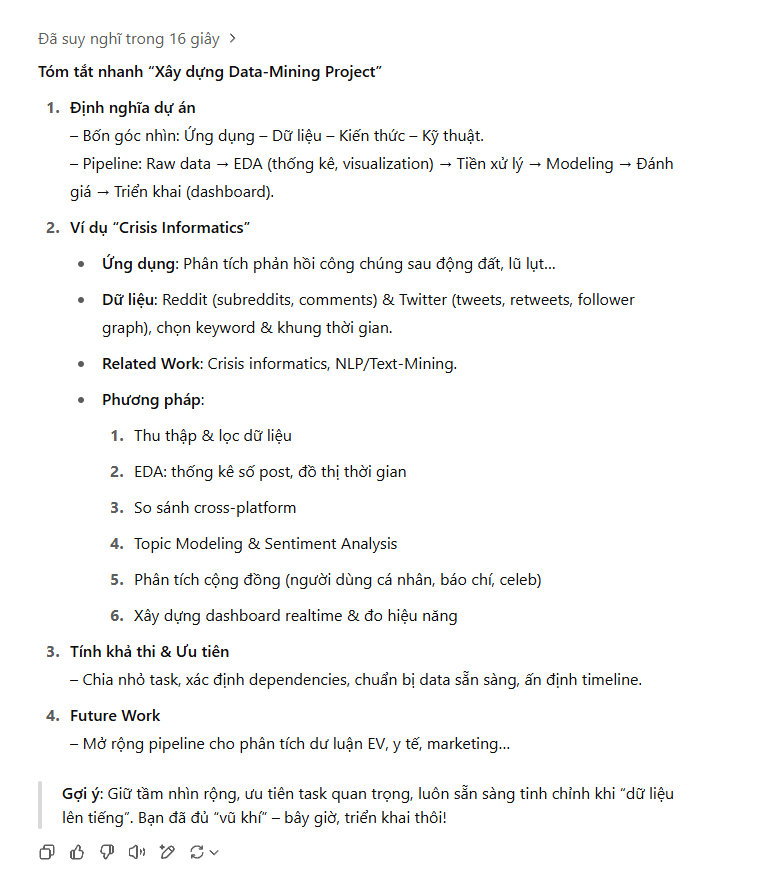 Đã suy nghĩ trong 16 giây
Tóm tắt nhanh “Xây dựng Data-Mining Project”
1. Định nghĩa dự án
– Bốn góc nhìn: Ứng dụng – Dữ liệu – Kiến thức – Kỹ thuật.
– Pipeline: Raw data → EDA (thống kê, visualization) → Tiền xử lý → Modeling → Đánh
giá → Triển khai (dashboard).
2. Ví dụ “Crisis Informatics”
• Ứng dụng: Phân tích phản hồi công chúng sau động đất, lũ lụt…
• Dữ liệu: Reddit (subreddits, comments) & Twitter (tweets, retweets, follower
graph), chọn keyword & khung thời gian.
• Related Work: Crisis informatics, NLP/Text-Mining.
• Phương pháp:
1. Thu thập & lọc dữ liệu
2. EDA: thống kê số post, đồ thị thời gian
3. So sánh cross-platform
4. Topic Modeling & Sentiment Analysis
5. Phân tích cộng đồng (người dùng cá nhân, báo chí, celeb)
6. Xây dựng dashboard realtime & đo hiệu năng
3. Tính khả thi & Ưu tiên
– Chia nhỏ task, xác định dependencies, chuẩn bị data sẵn sàng, ấn định timeline.
4. Future Work
– Mở rộng pipeline cho phân tích dư luận EV, y tế, marketing…
Gợi ý: Giữ tầm nhìn rộng, ưu tiên task quan trọng, luôn sẵn sàng tinh chỉnh khi “dữ liệu
lên tiếng”. Bạn đã đủ “vũ khí” – bây giờ, triển khai thôi!